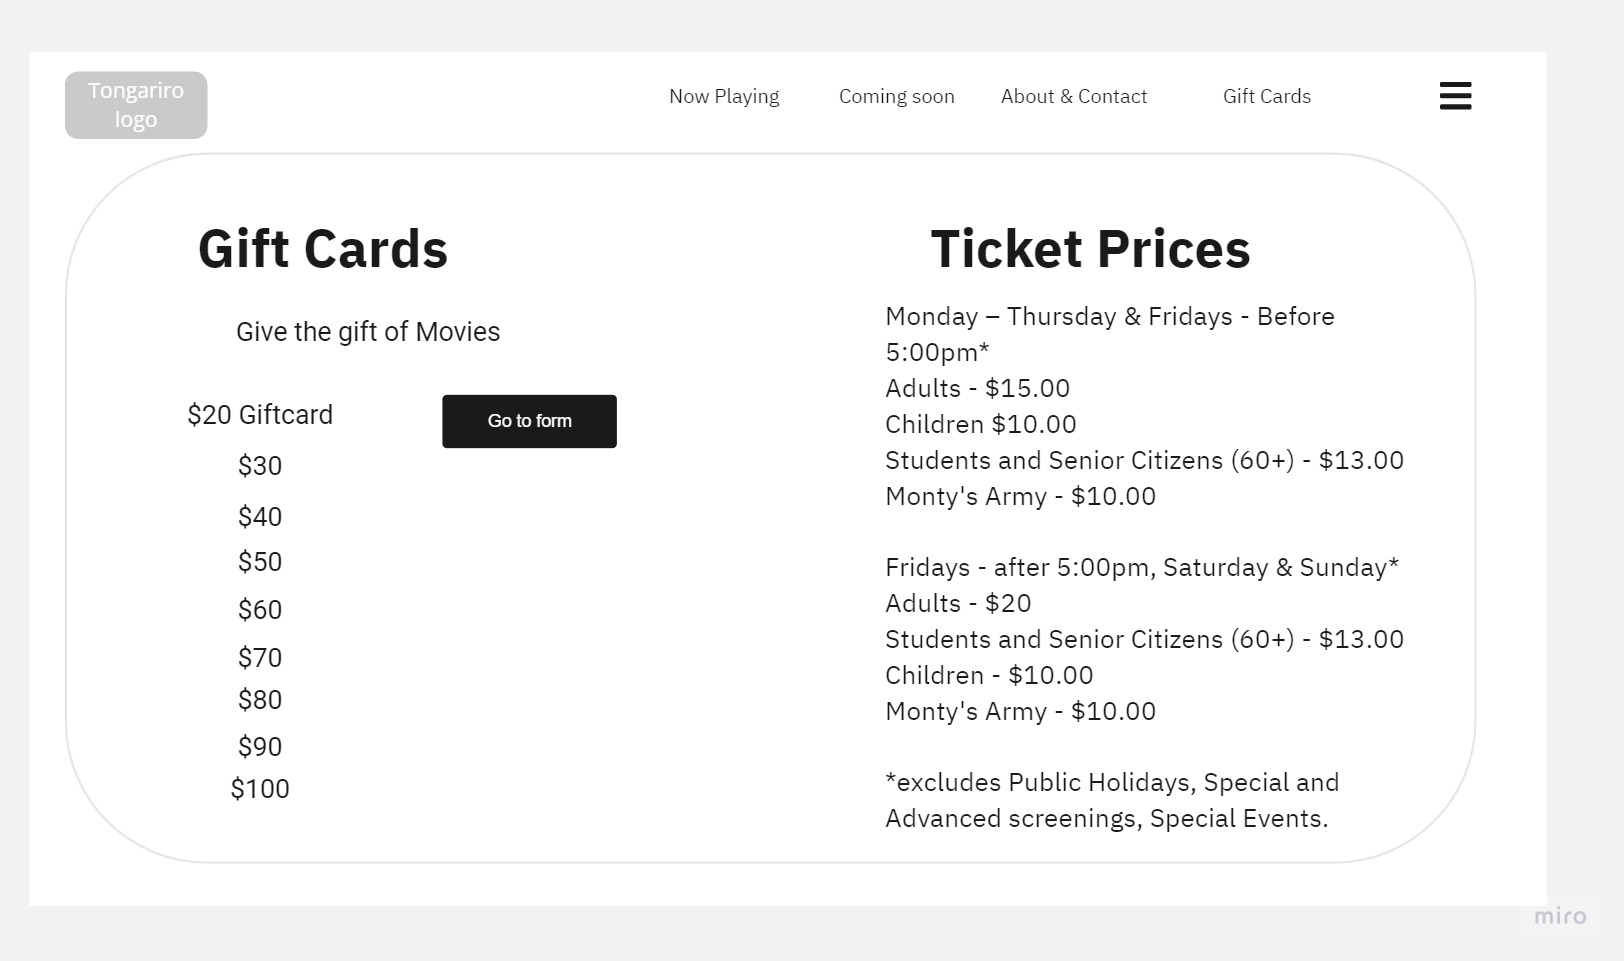 Tongariro
logo
Now Playing
Coming soon
About & Contact
Gift Cards
Gift Cards
Give the gift of Movies
$20 Giftcard
Go to form
$30
$40
$50
$60
$70
$80
$90
$100
Ticket Prices
Monday – Thursday & Fridays - Before
5:00pm*
Adults - $15.00
Children $10.00
Students and Senior Citizens (60+) - $13.00
Monty's Army - $10.00
Fridays - after 5:00pm, Saturday & Sunday*
Adults - $20
Students and Senior Citizens (60+) - $13.00
Children - $10.00
Monty's Army - $10.00
*excludes Public Holidays, Special and
Advanced screenings, Special Events.
miro